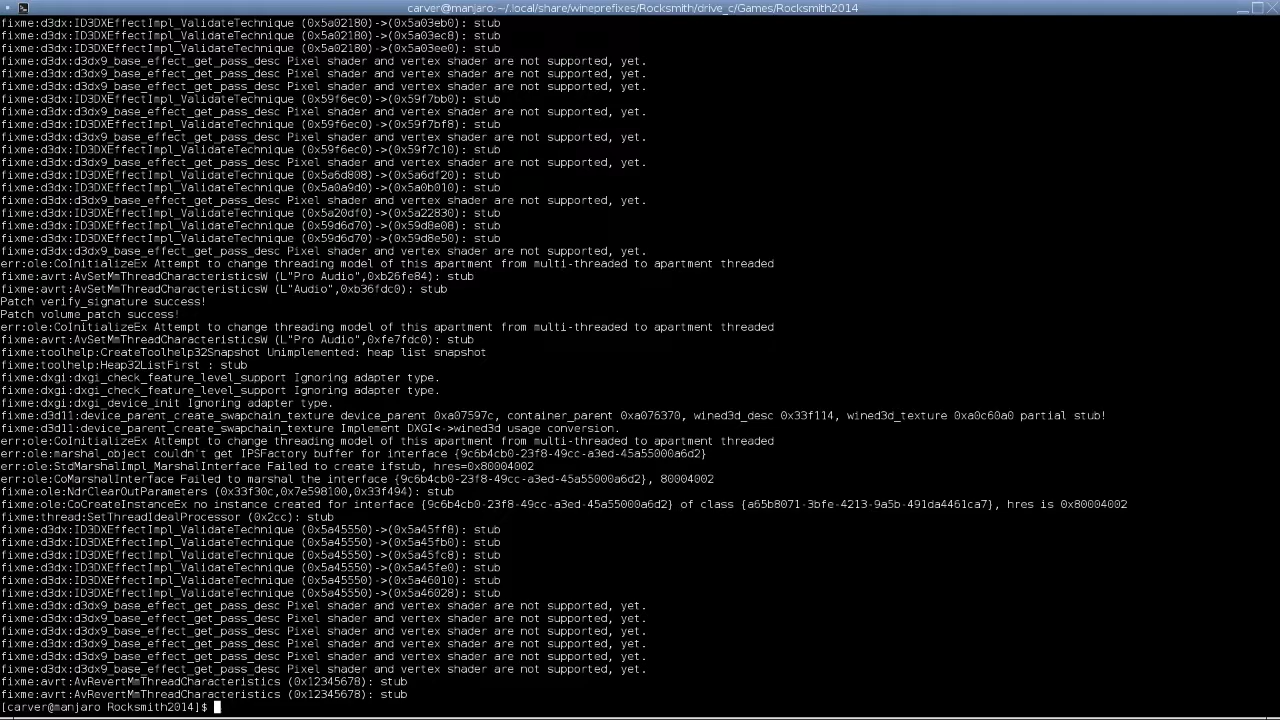 carver@manjaro:~/.local/share/wineprefixes/Rocksmith/drive_c/Games/Rocksmith2014
fixme:d3dx:ID3DXEffectImpl_ValidateTechnique (0x5a02180)->(0x5a03eb0): stub
fixme:d3dx:ID3DXEffectImpl_ValidateTechnique (0x5a02180)->(0x5a03ec8): stub
fixme:d3dx:ID3DXEffectImpl_ValidateTechnique (0x5a02180)->(0x5a03ee0): stub
fixme:d3dx:d3dx9_base_effect_get_pass_desc Pixel shader and vertex shader are not supported, yet.
fixme:d3dx:d3dx9_base_effect_get_pass_desc Pixel shader and vertex shader are not supported, yet.
fixme:d3dx:d3dx9_base_effect_get_pass_desc Pixel shader and vertex shader are not supported, yet.
fixme:d3dx:ID3DXEffectImpl_ValidateTechnique (0x59f6ec0)->(0x59f7bb0): stub
fixme:d3dx:d3dx9_base_effect_get_pass_desc Pixel shader and vertex shader are not supported, yet.
fixme:d3dx:ID3DXEffectImpl_ValidateTechnique (0x59f6ec0)->(0x59f7bf8): stub
fixme:d3dx:d3dx9_base_effect_get_pass_desc Pixel shader and vertex shader are not supported, yet.
fixme:d3dx:ID3DXEffectImpl_ValidateTechnique (0x59f6ec0)->(0x59f7c10): stub
fixme:d3dx:d3dx9_base_effect_get_pass_desc Pixel shader and vertex shader are not supported, yet.
fixme:d3dx:ID3DXEffectImpl_ValidateTechnique (0x5a6d808)->(0x5a6df20): stub
fixme:d3dx:ID3DXEffectImpl_ValidateTechnique (0x5a0a9d0)->(0x5a0b010): stub
fixme:d3dx:d3dx9_base_effect_get_pass_desc Pixel shader and vertex shader are not supported, yet.
fixme:d3dx:ID3DXEffectImpl_ValidateTechnique (0x5a20df0)->(0x5a22830): stub
fixme:d3dx:ID3DXEffectImpl_ValidateTechnique (0x59d6d70)->(0x59d8e08): stub
fixme:d3dx:ID3DXEffectImpl_ValidateTechnique (0x59d6d70)->(0x59d8e50): stub
fixme:d3dx:d3dx9_base_effect_get_pass_desc Pixel shader and vertex shader are not supported, yet.
err:ole:CoInitializeEx Attempt to change threading model of this apartment from multi-threaded to apartment threaded
fixme:avrt:AvSetMmThreadCharacteristicsW (L"Pro Audio",0xb26fe84): stub
fixme:avrt:AvSetMmThreadCharacteristicsW (L"Audio",0xb36fdc0): stub
Patch verify_signature success!
Patch volume_patch success!
err:ole:CoInitializeEx Attempt to change threading model of this apartment from multi-threaded to apartment threaded
fixme:avrt:AvSetMmThreadCharacteristicsW (L"Pro Audio",0xfe7fdc0): stub
fixme:toolhelp:CreateToolhelp32Snapshot Unimplemented: heap list snapshot
fixme:toolhelp:Heap32ListFirst : stub
fixme:dxgi:dxgi_check_feature_level_support Ignoring adapter type.
fixme:dxgi:dxgi_check_feature_level_support Ignoring adapter type.
fixme:dxgi:dxgi_device_init Ignoring adapter type.
fixme:d3d11:device_parent_create_swapchain_texture device_parent 0xa07597c, container_parent 0xa076370, wined3d_desc 0x33f114, wined3d_texture 0xa0c60a0 partial stub!
fixme:d3d11:device_parent_create_swapchain_texture Implement DXGI<->wined3d usage conversion.
err:ole:CoInitializeEx Attempt to change threading model of this apartment from multi-threaded to apartment threaded
err:ole:marshal_object couldn't get IPSFactory buffer for interface {9c6b4cb0-23f8-49cc-a3ed-45a55000a6d2}
err:ole:StdMarshalImpl_MarshalInterface Failed to create ifstub, hres=0x80004002
err:ole:CoMarshalInterface Failed to marshal the interface {9c6b4cb0-23f8-49cc-a3ed-45a55000a6d2}, 80004002
fixme:ole:NdrClearOutParameters (0x33f30c,0x7e598100,0x33f494): stub
fixme:ole:CoCreateInstanceEx no instance created for interface {9c6b4cb0-23f8-49cc-a3ed-45a55000a6d2} of class {a65b8071-3bfe-4213-9a5b-491da4461ca7}, hres is 0x80004002
fixme:thread:SetThreadIdealProcessor (0x2cc): stub
fixme:d3dx:ID3DXEffectImpl_ValidateTechnique (0x5a45550)->(0x5a45ff8): stub
fixme:d3dx:ID3DXEffectImpl_ValidateTechnique (0x5a45550)->(0x5a45fb0): stub
fixme:d3dx:ID3DXEffectImpl_ValidateTechnique (0x5a45550)->(0x5a45fc8): stub
fixme:d3dx:ID3DXEffectImpl_ValidateTechnique (0x5a45550)->(0x5a45fe0): stub
fixme:d3dx:ID3DXEffectImpl_ValidateTechnique (0x5a45550)->(0x5a46010): stub
fixme:d3dx:ID3DXEffectImpl_ValidateTechnique (0x5a45550)->(0x5a46028): stub
fixme:d3dx:d3dx9_base_effect_get_pass_desc Pixel shader and vertex shader are not supported, yet.
fixme:d3dx:d3dx9_base_effect_get_pass_desc Pixel shader and vertex shader are not supported, yet.
fixme:d3dx:d3dx9_base_effect_get_pass_desc Pixel shader and vertex shader are not supported, yet.
fixme:d3dx:d3dx9_base_effect_get_pass_desc Pixel shader and vertex shader are not supported, yet.
fixme:d3dx:d3dx9_base_effect_get_pass_desc Pixel shader and vertex shader are not supported, yet.
fixme:d3dx:d3dx9_base_effect_get_pass_desc Pixel shader and vertex shader are not supported, yet.
fixme:avrt:AvRevertMmThreadCharacteristics (0x12345678): stub
fixme:avrt:AvRevertMmThreadCharacteristics (0x12345678): stub
[carver@manjaro Rocksmith2014]$